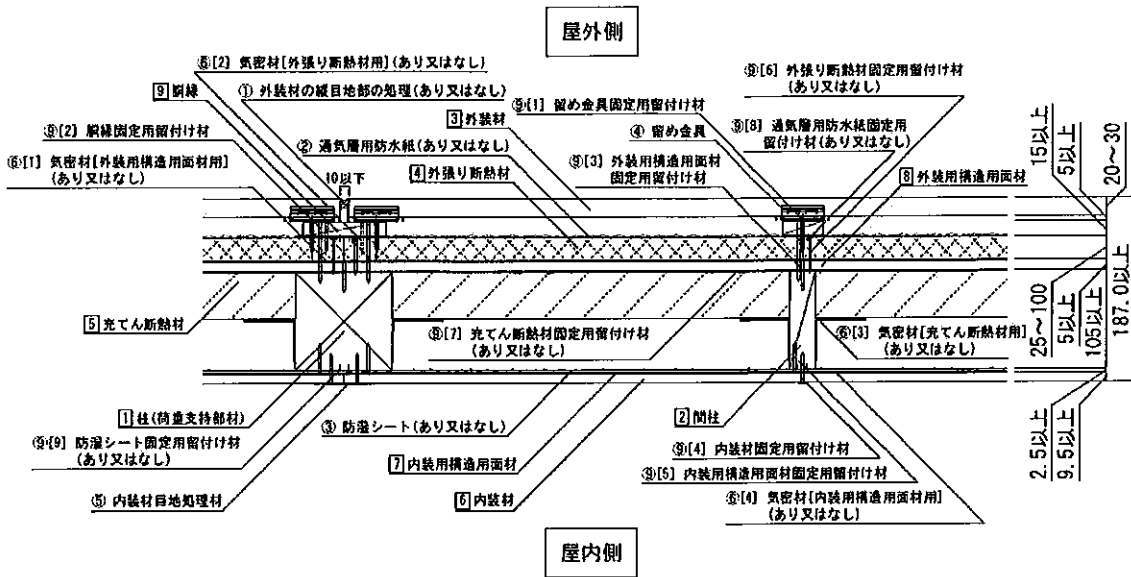 屋外側
⑥[2] 気密材[外張り断熱材用](あり又はなし)
9 胴縁
① 外装材の縦目地部の処理(あり又はなし)
⑨[2] 胴縁固定用留付け材
3 外装材
⑥[1] 気密材[外装用構造用面材用]
(あり又はなし)
② 通気層用防水紙(あり又はなし)
10以下
4 外張り断熱材
⑨[1] 留め金具固定用留付け材
④ 留め金具
⑨[3] 外装用構造用面材
固定用留付け材
⑨[6] 外張り断熱材固定用留付け材
(あり又はなし)
⑨[8] 通気層用防水紙固定用
留付け材(あり又はなし)
8 外装用構造用面材
15以上
5以上
20~30
25~100
5以上
105以上
187.0以上
2.5以上
9.5以上
5 充てん断熱材
⑨[7] 充てん断熱材固定用留付け材
(あり又はなし)
⑥[3] 気密材[充てん断熱材用]
(あり又はなし)
1 柱(荷重支持部材)
③ 防湿シート(あり又はなし)
2 間柱
⑨[9] 防湿シート固定用留付け材
(あり又はなし)
7 内装用構造用面材
⑨[4] 内装材固定用留付け材
⑨[5] 内装用構造用面材固定用留付け材
⑤ 内装材目地処理材
6 内装材
⑥[4] 気密材[内装用構造用面材用]
(あり又はなし)
屋内側